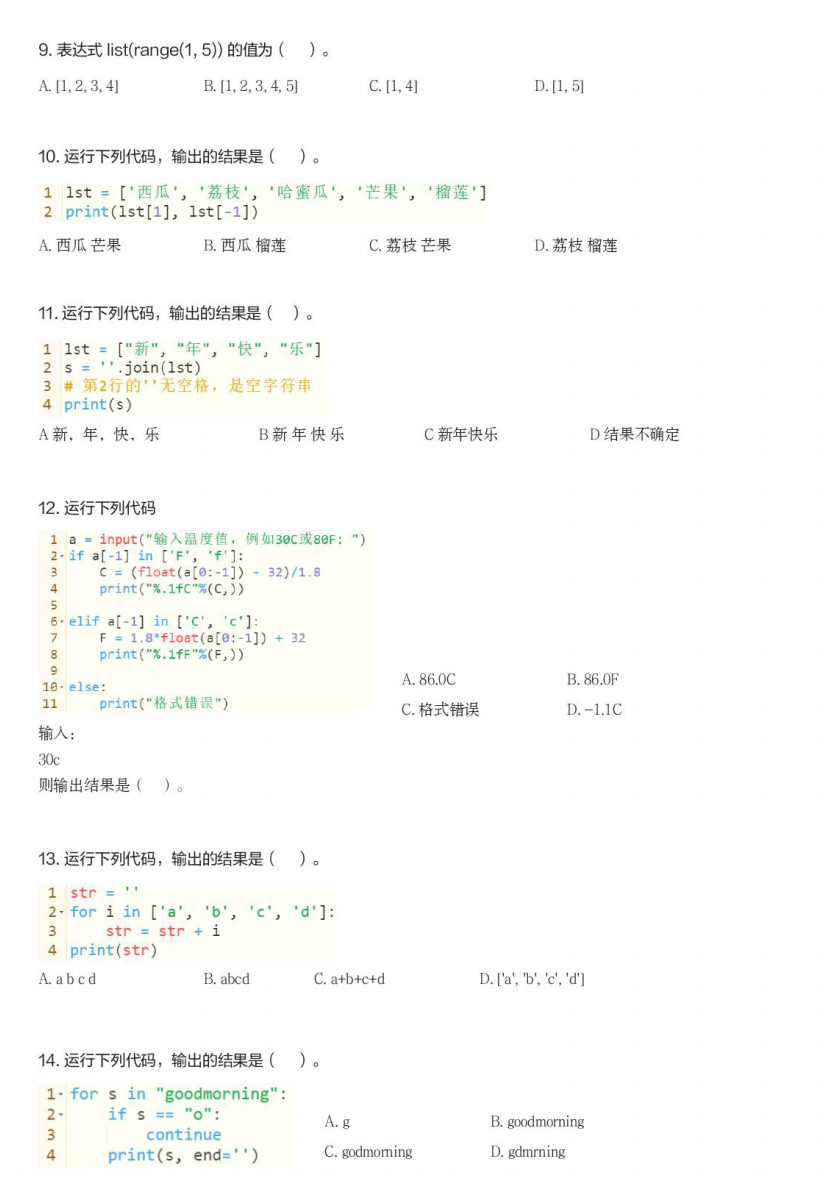 9. 表达式 list(range(1, 5)) 的值为（　）。
A. [1, 2, 3, 4] B. [1, 2, 3, 4, 5] C. [1, 4] D. [1, 5]
10. 运行下列代码，输出的结果是（　）。
1 lst = ['西瓜', '荔枝', '哈蜜瓜', '芒果', '榴莲']
2 print(lst[1], lst[-1])
A. 西瓜 芒果 B. 西瓜 榴莲 C. 荔枝 芒果 D. 荔枝 榴莲
11. 运行下列代码，输出的结果是（　）。
1 lst = ["新", "年", "快", "乐"]
2 s = ''.join(lst)
3 # 第2行的''无空格，是空字符串
4 print(s)
A 新，年，快，乐 B 新 年 快 乐 C 新年快乐 D 结果不确定
12. 运行下列代码
1 a = input("输入温度值，例如30C或80F: ")
2 if a[-1] in ['F', 'f']:
3 C = (float(a[0:-1]) - 32)/1.8
4 print("%.1fC"%(C,))
5
6 elif a[-1] in ['C', 'c']:
7 F = 1.8*float(a[0:-1]) + 32
8 print("%.1fF"%(F,))
9
10 else:
11 print("格式错误")
A. 86.0C B. 86.0F
C. 格式错误 D. −1.1C
输入：
30c
则输出结果是（　）。
13. 运行下列代码，输出的结果是（　）。
1 str = ''
2 for i in ['a', 'b', 'c', 'd']:
3 str = str + i
4 print(str)
A. a b c d B. abcd C. a+b+c+d D. ['a', 'b', 'c', 'd']
14. 运行下列代码，输出的结果是（　）。
1 for s in "goodmorning":
2 if s == "o":
3 continue
4 print(s, end='')
A. g B. goodmorning
C. godmorning D. gdmrning